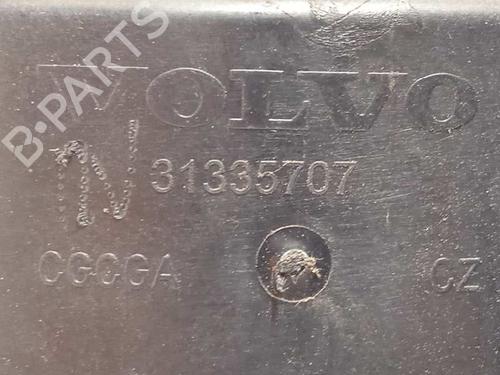 B-PARTS
VOLVO
N
31335707
CGCGA CZ